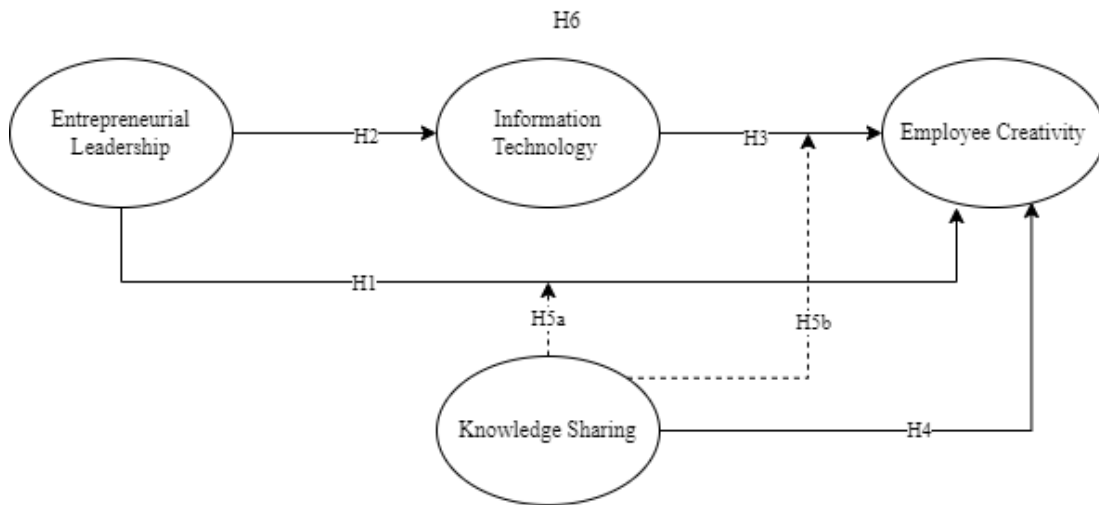 H6
Entrepreneurial
Leadership
Information
Technology
Employee Creativity
H2
H3
H1
H5a
H5b
Knowledge Sharing
H4